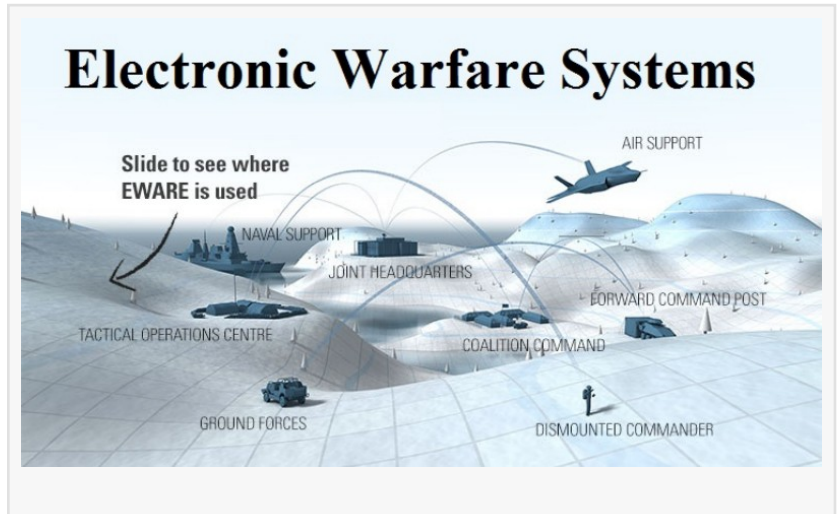 Electronic Warfare Systems
AIR SUPPORT
Slide to see where
EWARE is used
NAVAL SUPPORT
JOINT HEADQUARTERS
FORWARD COMMAND POST
TACTICAL OPERATIONS CENTRE
COALITION COMMAND
GROUND FORCES
DISMOUNTED COMMANDER